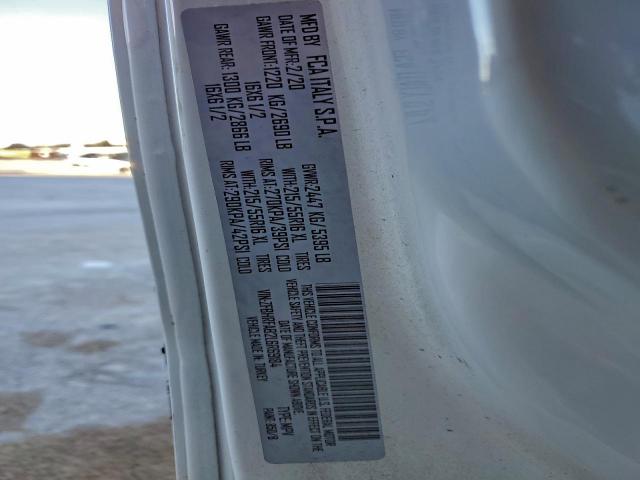 MFD BY FCA ITALY S.P.A.
DATE OF MFR:2/20 GVWR:2447 KG/5395 LB
GAWR FRONT:1220 KG/2690 LB WITH:215/55R16 XL TIRES
16X6 1/2 RIMS AT:270KPA/39PSI COLD
GAWR REAR:1300 KG/2866 LB WITH:215/55R16 XL TIRES
16X6 1/2 RIMS AT:290KPA/42PSI COLD
THIS VEHICLE CONFORMS TO ALL APPLICABLE U.S. FEDERAL MOTOR
VEHICLE SAFETY AND THEFT PREVENTION STANDARDS IN EFFECT ON THE
DATE OF MANUFACTURE SHOWN ABOVE.
TYPE: MPV
VEHICLE MADE IN: TURKEY